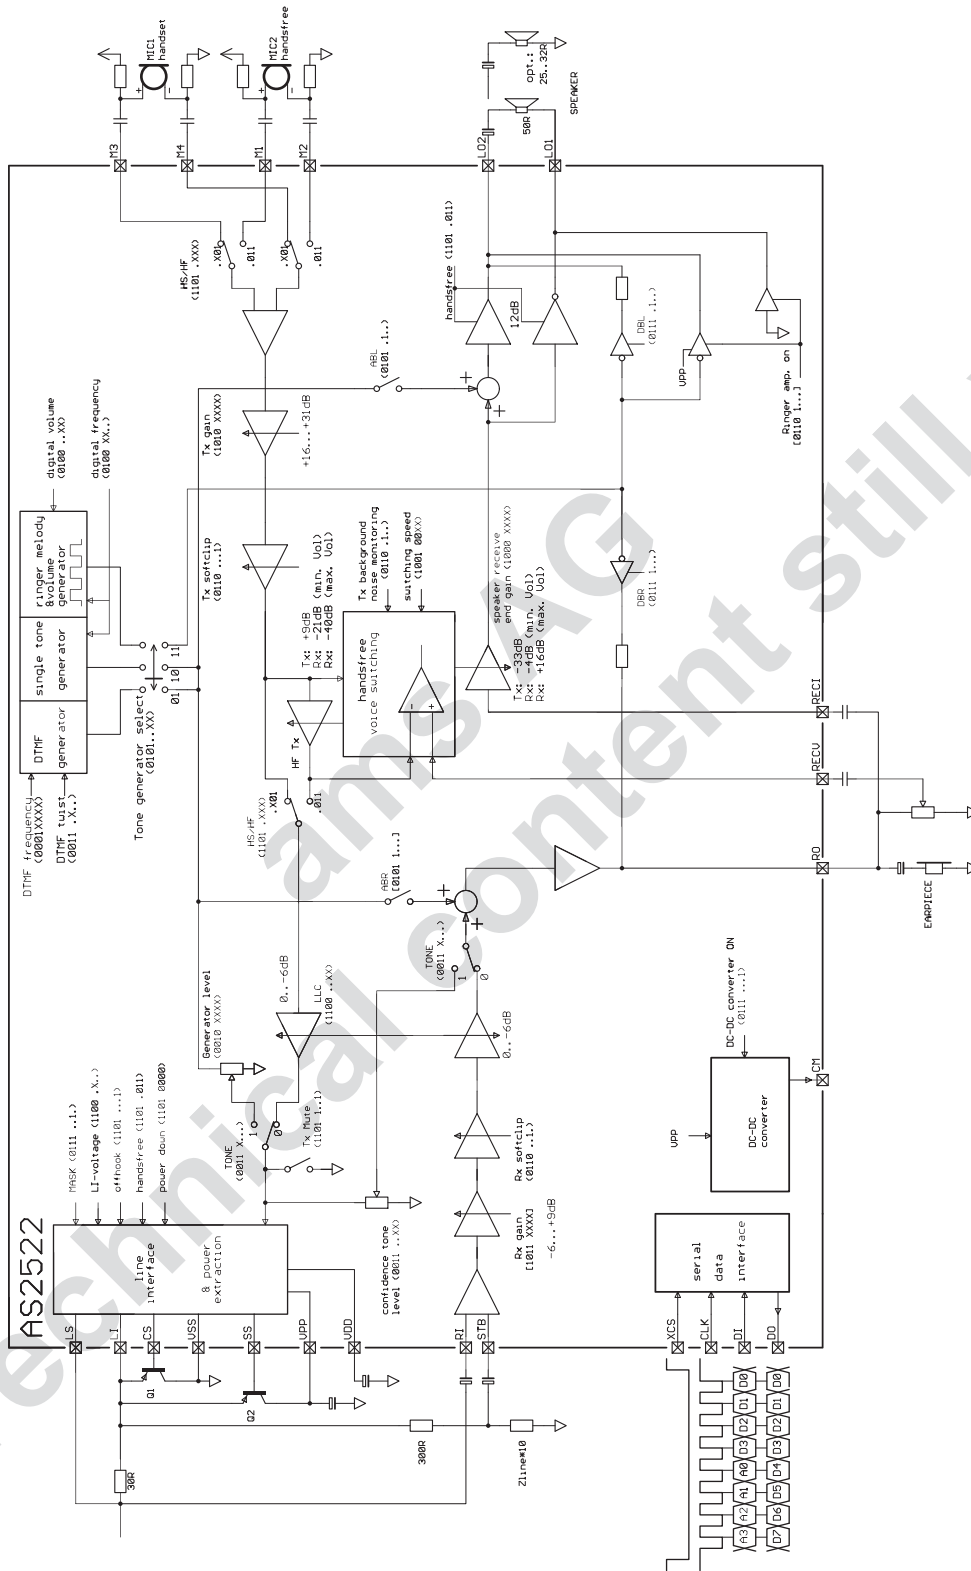 AS2522
MIC1
handset
MIC2
handsfree
+
-
+
-
M3
M4
M1
M2
HS/HF
(1101 .XXX)
.X01
.011
.X01
.011
opt.:
25..32R
50R
SPEAKER
LO2
LO1
handsfree (1101 .011)
12dB
DBL
(0111 .1..)
VPP
Ringer amp. on
[0110 1...]
ABL
(0101 .1..)
+
+
Tx gain
(1010 XXXX)
+16...+31dB
Tx softclip
(0110 ...1)
digital volume
(0100 ..XX)
digital frequency
(0100 XX..)
ringer melody
&volume
generator
single tone
generator
DTMF
generator
DTMF frequency
(0001XXXX)
DTMF twist
(0011 .X..)
Tone generator select
(0101..XX)
01
10
11
Tx: +9dB
Rx: -21dB (min. Vol)
Rx: -40dB (max. Vol)
Tx background
noise monitoring
(0110 .1..)
switching speed
(1001 00XX)
handsfree
voice switching
-
+
HF Tx
speaker receive
end gain (1000 XXXX)
Tx: -33dB
Rx: -4dB (min. Vol)
Rx: +16dB (max. Vol)
DBR
(0111 1...)
HS/HF
(1101 .XXX)
.X01
.011
RECI
RECV
RO
EARPIECE
ABR
[0101 1...]
+
+
TONE
(0011 X...)
1
0
0..-6dB
LLC
(1100 ..XX)
0..-6dB
Generator level
(0010 XXXX)
TONE
(0011 X...)
1
0
Tx Mute
(1101 1..1)
confidence tone
level (0011 ..XX)
Rx softclip
(0110 ..1.)
Rx gain
[1011 XXXX]
-6...+9dB
MASK (0111 ..1.)
LI-voltage (1100 .X..)
offhook (1101 ...1)
handsfree (1101 .011)
power down (1101 0000)
line
interface
& power
extraction
LS
LI
CS
VSS
SS
VPP
VDD
RI
STB
Q1
Q2
30R
300R
Zline*10
DC-DC converter ON
(0111 ...1)
VPP
DC-DC
converter
CM
serial
data
interface
XCS
CLK
DI
DO
A3 A2 A1 A0 D3 D2 D1 D0
D7 D6 D5 D4 D3 D2 D1 D0
ams AG
technical content still